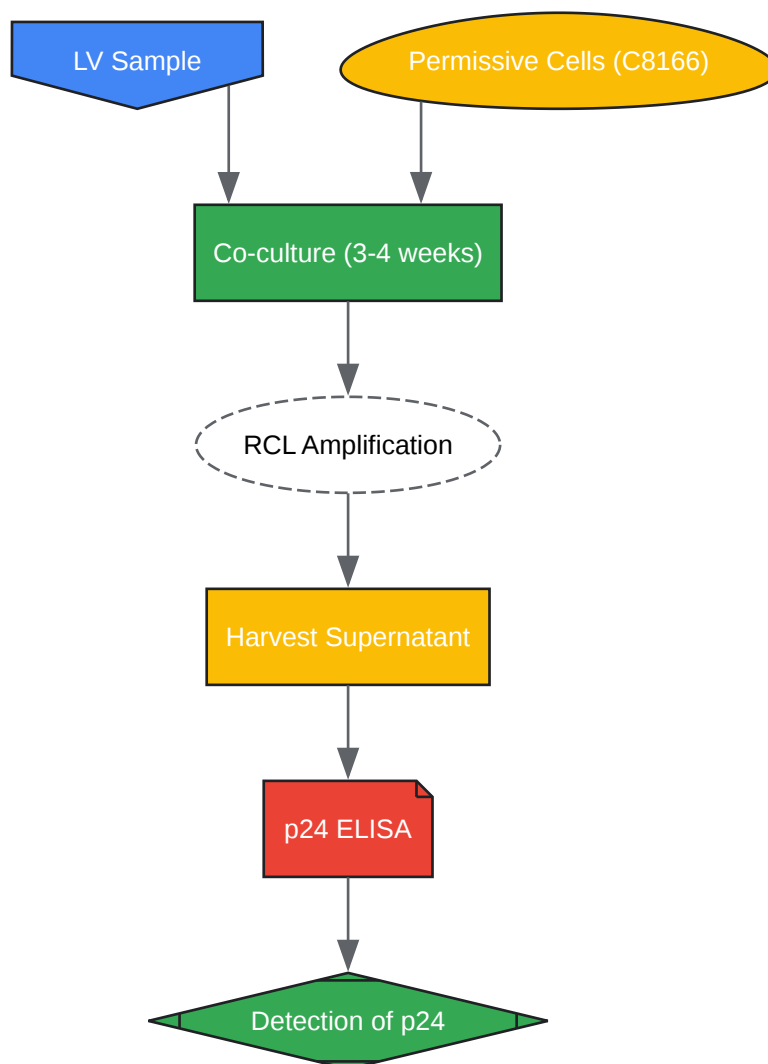 LV Sample
Permissive Cells (C8166)
Co-culture (3-4 weeks)
RCL Amplification
Harvest Supernatant
p24 ELISA
Detection of p24